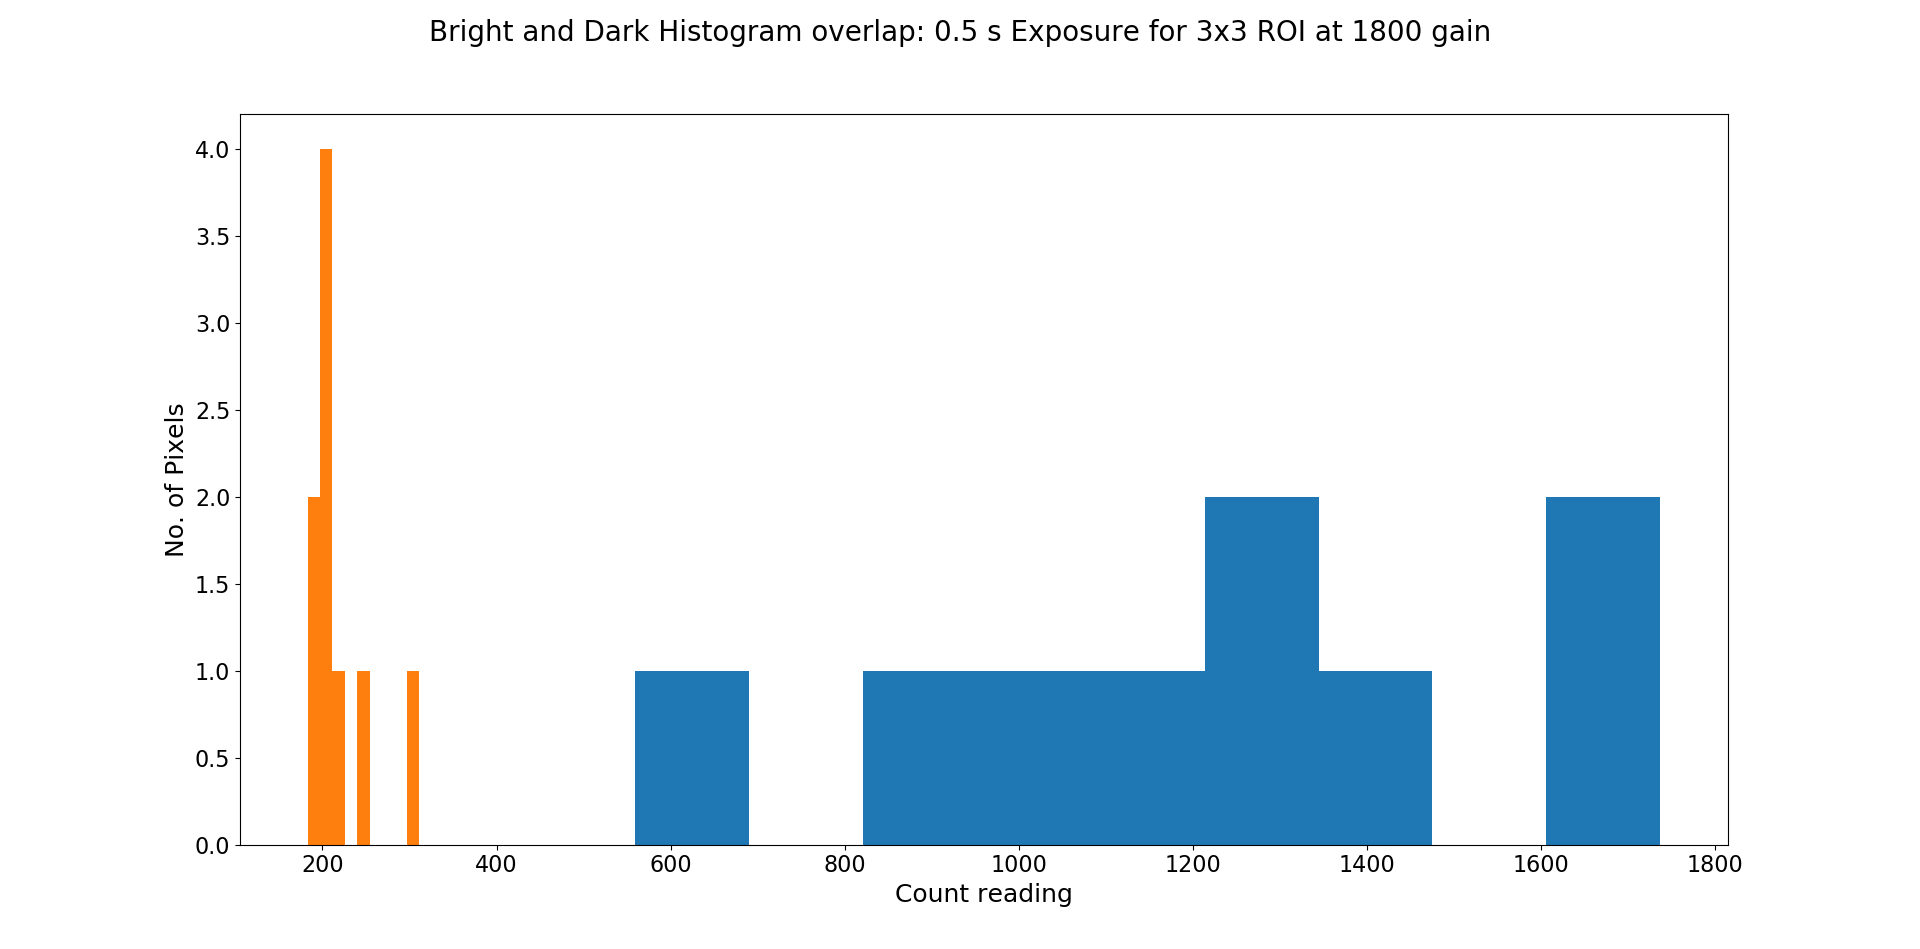 Bright and Dark Histogram overlap: 0.5 s Exposure for 3x3 ROI at 1800 gain
4.0
3.5
3.0
2.5
2.0
1.5
1.0
0.5
0.0
No. of Pixels
200 400 600 800 1000 1200 1400 1600 1800
Count reading